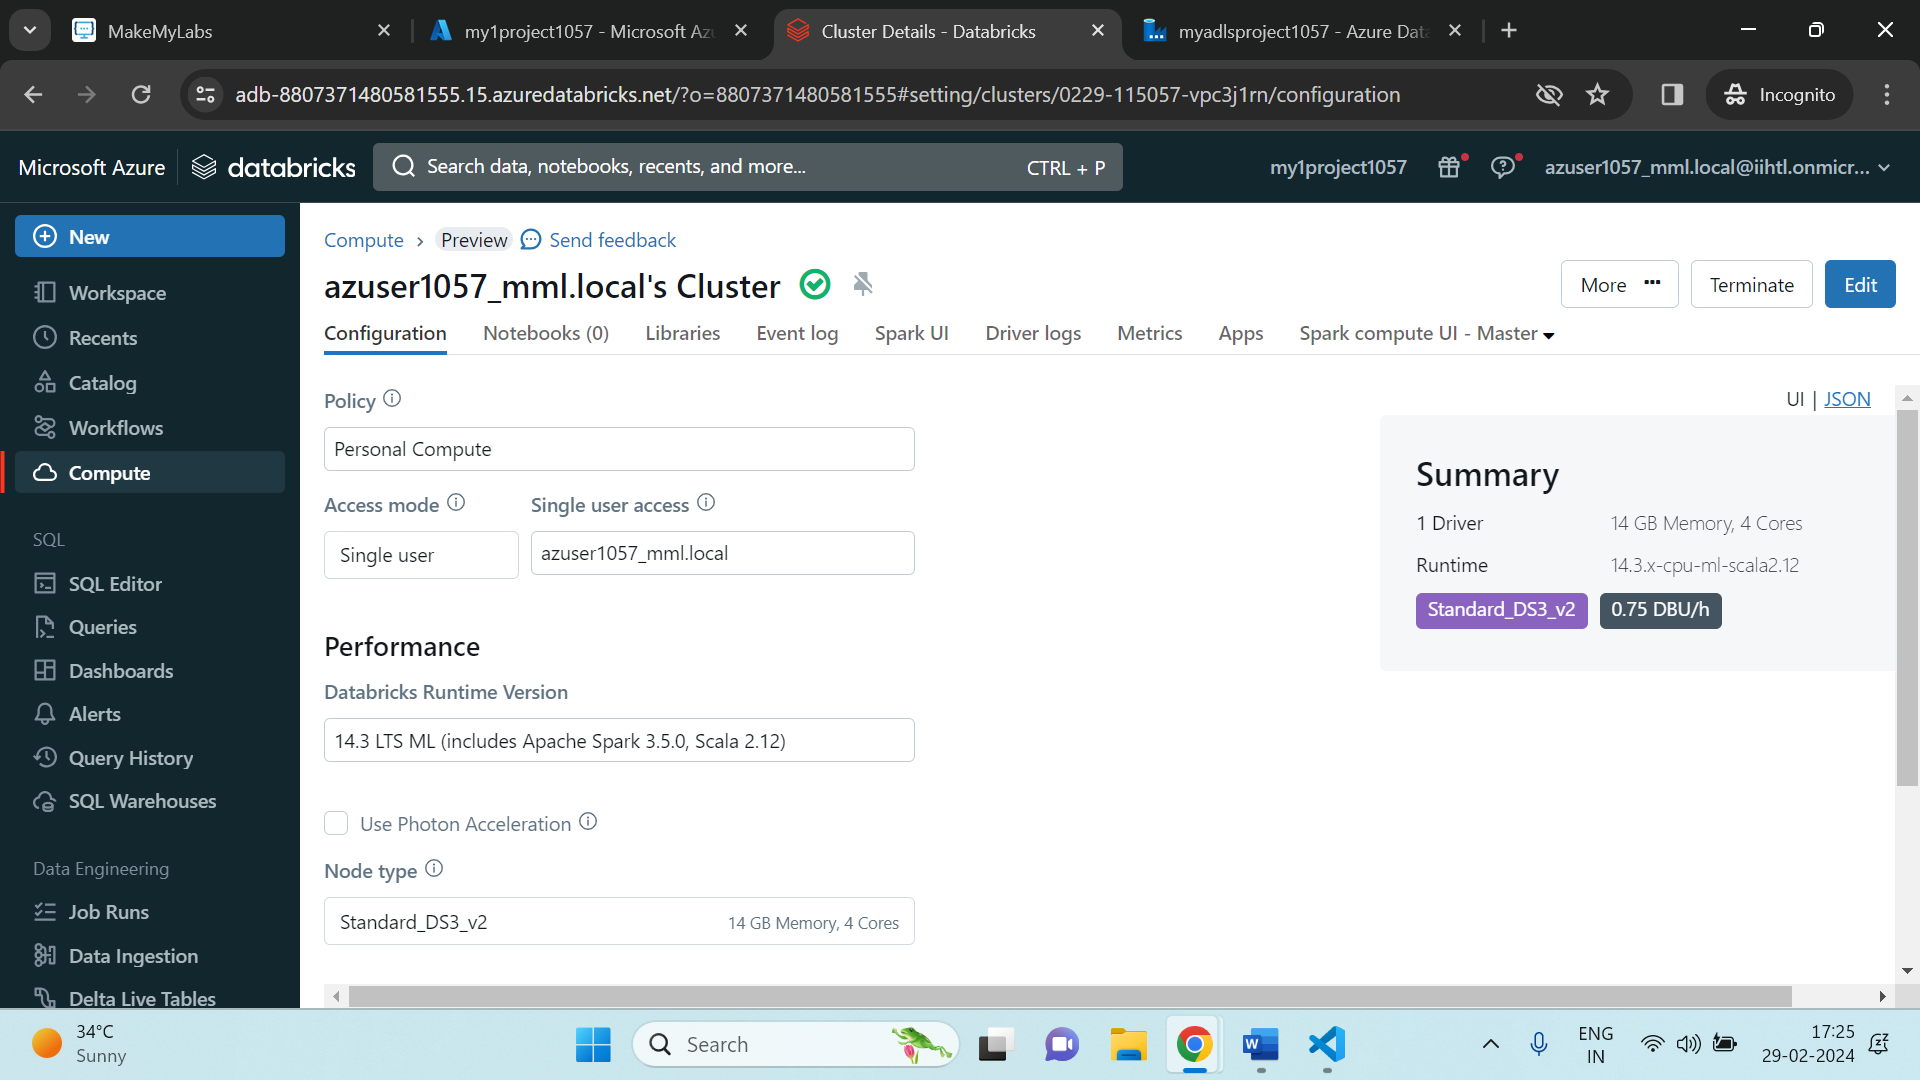 MakeMyLabs
my1project1057 - Microsoft Az
Cluster Details - Databricks
myadlsproject1057 - Azure Dat
adb-8807371480581555.15.azuredatabricks.net/?o=8807371480581555#setting/clusters/0229-115057-vpc3j1rn/configuration
Incognito
Microsoft Azure
databricks
Search data, notebooks, recents, and more...
CTRL + P
my1project1057
azuser1057_mml.local@iihtl.onmicr...
New
Workspace
Recents
Catalog
Workflows
Compute
SQL
SQL Editor
Queries
Dashboards
Alerts
Query History
SQL Warehouses
Data Engineering
Job Runs
Data Ingestion
Delta Live Tables
Compute > Preview Send feedback
azuser1057_mml.local's Cluster
More ···
Terminate
Edit
Configuration
Notebooks (0)
Libraries
Event log
Spark UI
Driver logs
Metrics
Apps
Spark compute UI - Master
UI | JSON
Policy
Personal Compute
Access mode
Single user access
Single user
azuser1057_mml.local
Performance
Databricks Runtime Version
14.3 LTS ML (includes Apache Spark 3.5.0, Scala 2.12)
Use Photon Acceleration
Node type
Standard_DS3_v2
14 GB Memory, 4 Cores
Summary
1 Driver
14 GB Memory, 4 Cores
Runtime
14.3.x-cpu-ml-scala2.12
Standard_DS3_v2
0.75 DBU/h
34°C
Sunny
Search
ENG
IN
17:25
29-02-2024